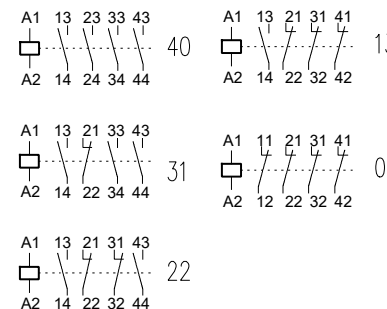 A1 13 23 33 43
40
A2 14 24 34 44
A1 13 21 31 41
A2 14 22 32 42
A1 13 21 33 43
31
A2 14 22 34 44
A1 11 21 31 41
0
A2 12 22 32 42
A1 13 21 31 43
22
A2 14 22 32 44